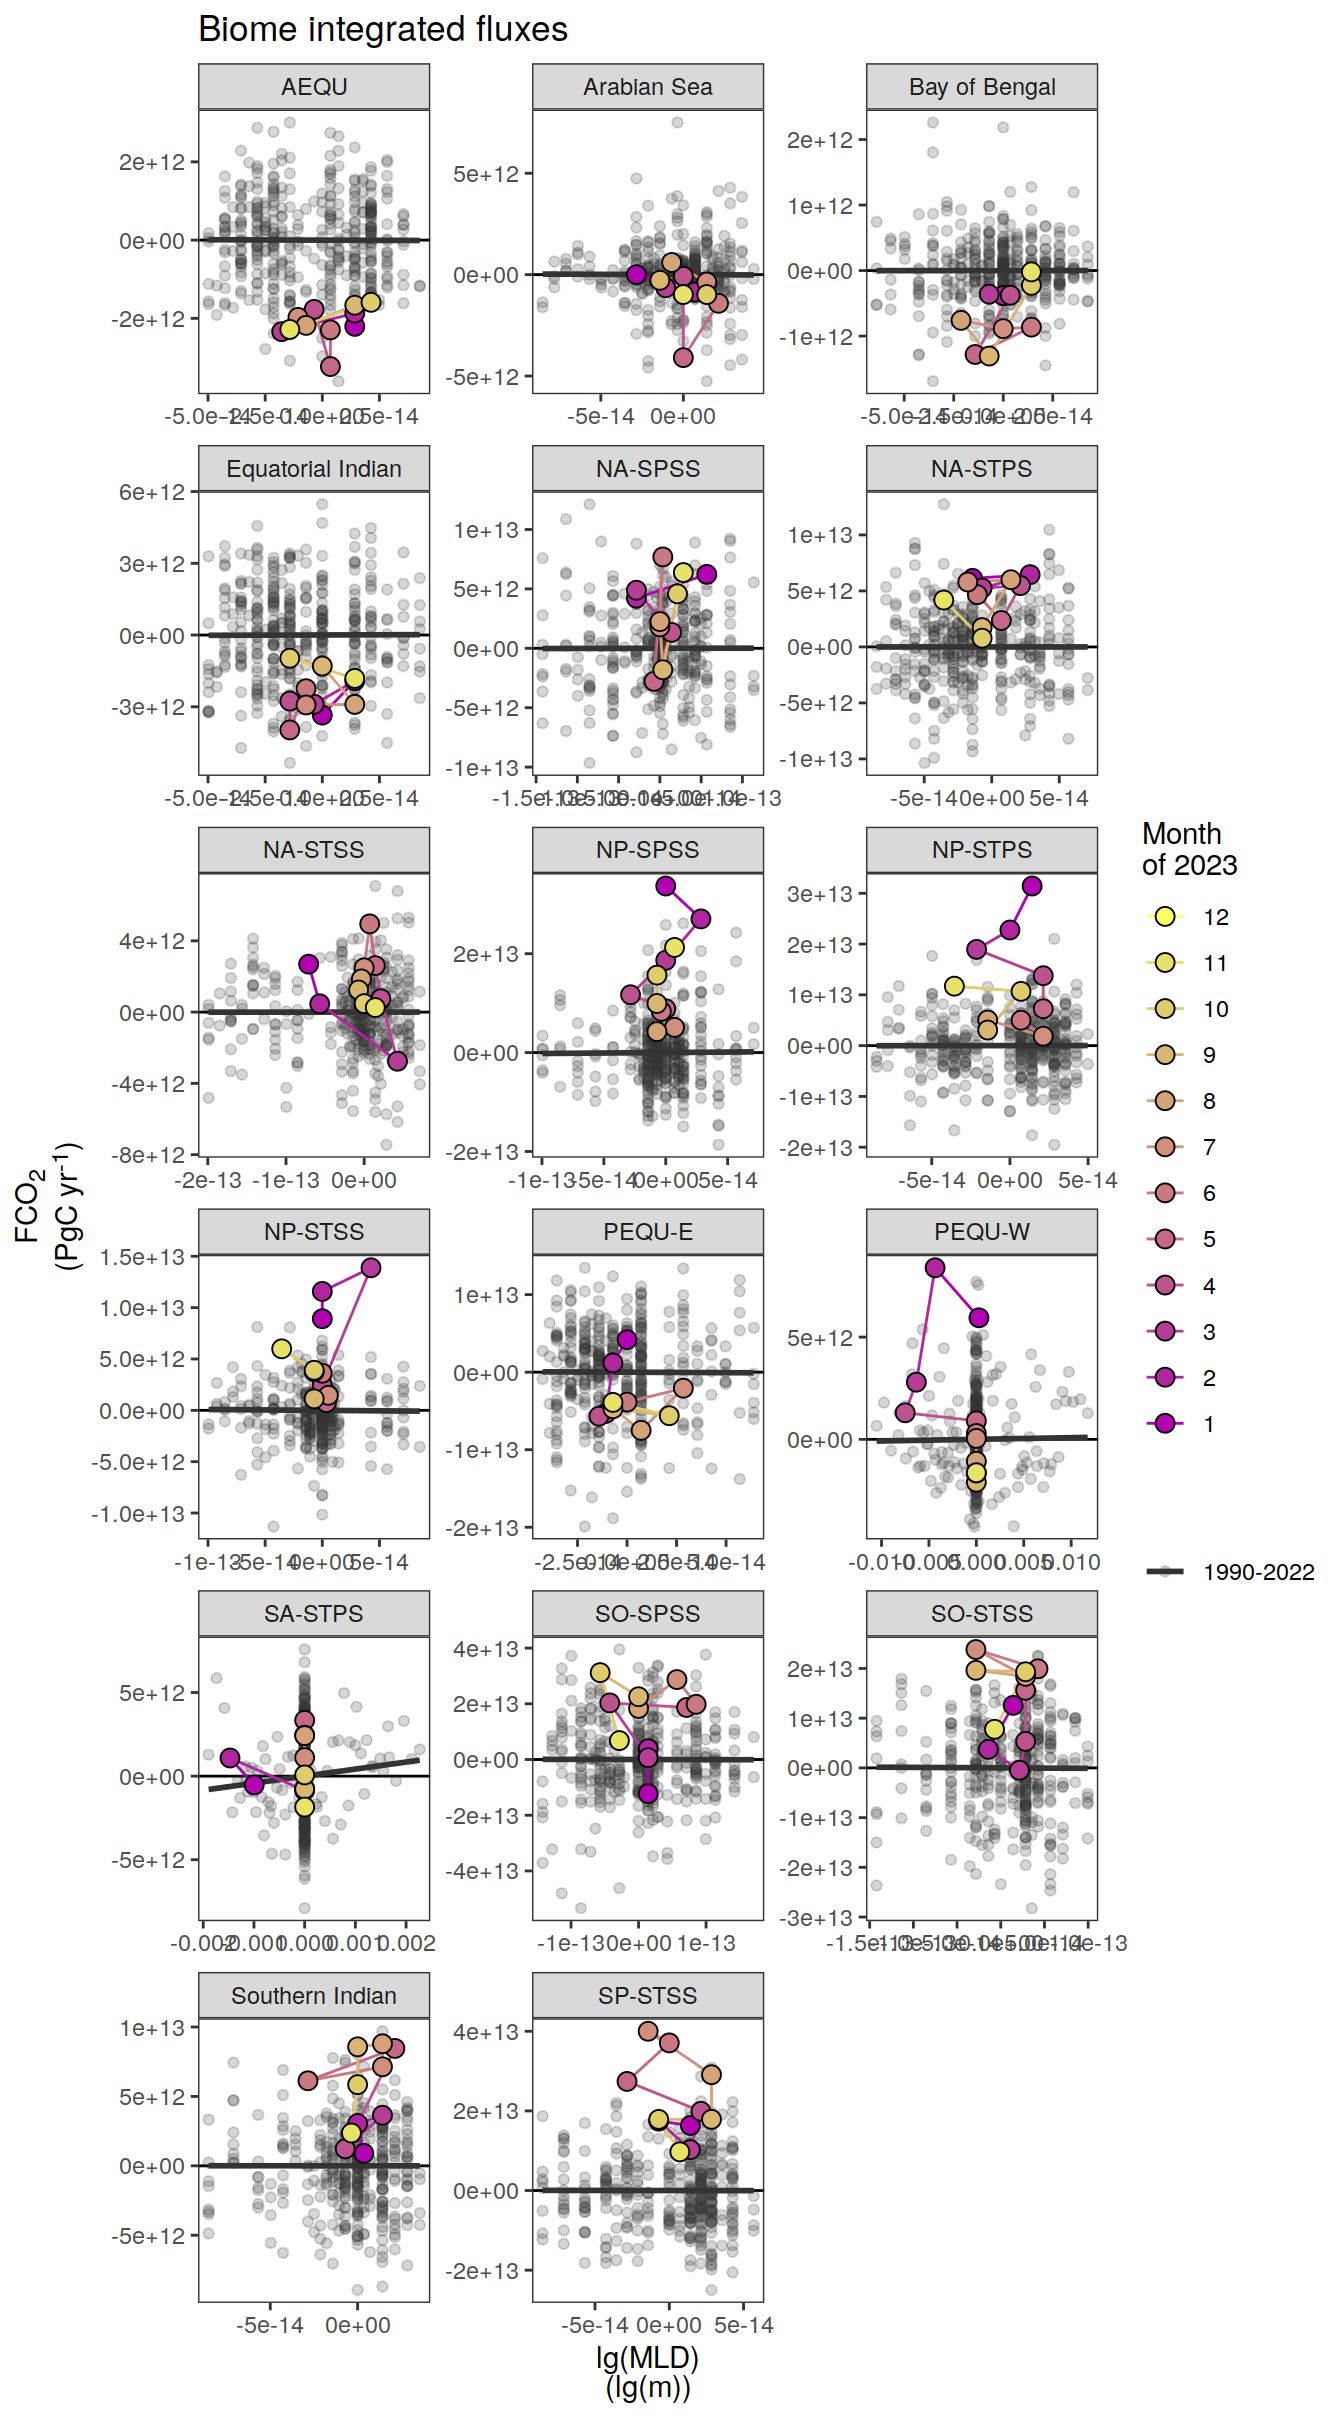 Biome integrated fluxes
AEQU
Arabian Sea
Bay of Bengal
2e+12
0e+00
-2e+12
5e+12
0e+00
-5e+12
2e+12
1e+12
0e+00
-1e+12
-5.0e-14
-2.5e-14
0.0e+00
2.5e-14
-5e-14 0e+00
-5.0e-14
-2.5e-14
0.0e+00
2.5e-14
Equatorial Indian
NA-SPSS
NA-STPS
6e+12
3e+12
0e+00
-3e+12
1e+13
5e+12
0e+00
-5e+12
-1e+13
1e+13
5e+12
0e+00
-5e+12
-1e+13
-5.0e-14
-2.5e-14
0.0e+00
2.5e-14
-1.5e-13
-1.0e-13
-5.0e-14
0.0e+00
5.0e-14
1.0e-13
-5e-14 0e+00 5e-14
NA-STSS
NP-SPSS
NP-STPS
4e+12
0e+00
-4e+12
-8e+12
2e+13
0e+00
-2e+13
3e+13
2e+13
1e+13
0e+00
-1e+13
-2e+13
-2e-13 -1e-13 0e+00
-1e-13 -5e-14 0e+00 5e-14
-5e-14 0e+00 5e-14
NP-STSS
PEQU-E
PEQU-W
1.5e+13
1.0e+13
5.0e+12
0.0e+00
-5.0e+12
-1.0e+13
1e+13
0e+00
-1e+13
-2e+13
5e+12
0e+00
-1e-13 -5e-14 0e+00 5e-14
-2.5e-14
0.0e+00
2.5e-14
5.0e-14
-0.010 -0.005 0.000 0.005 0.010
SA-STPS
SO-SPSS
SO-STSS
5e+12
0e+00
-5e+12
4e+13
2e+13
0e+00
-2e+13
-4e+13
2e+13
1e+13
0e+00
-1e+13
-2e+13
-3e+13
-0.002 -0.001 0.000 0.001 0.002
-1e-13 0e+00 1e-13
-1.5e-13
-1.0e-13
-5.0e-14
0.0e+00
5.0e-14
1.0e-13
Southern Indian
SP-STSS
1e+13
5e+12
0e+00
-5e+12
4e+13
2e+13
0e+00
-2e+13
-5e-14 0e+00
-5e-14 0e+00 5e-14
lg(MLD)
(lg(m))
FCO2
(PgC yr-1)
Month
of 2023
12
11
10
9
8
7
6
5
4
3
2
1
1990-2022